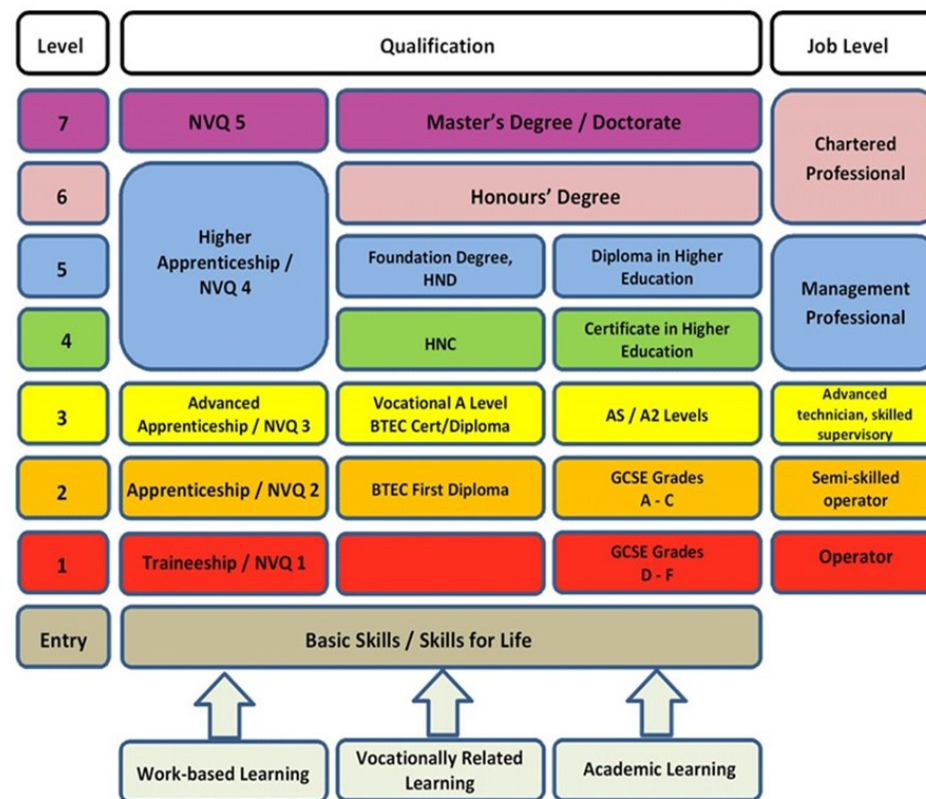 Level
Qualification
Job Level
7
NVQ 5
Master's Degree / Doctorate
Chartered
Professional
6
Higher
Apprenticeship /
NVQ 4
Honours' Degree
5
Foundation Degree,
HND
Diploma in Higher
Education
Management
Professional
4
HNC
Certificate in Higher
Education
3
Advanced
Apprenticeship / NVQ 3
Vocational A Level
BTEC Cert/Diploma
AS / A2 Levels
Advanced
technician, skilled
supervisory
2
Apprenticeship / NVQ 2
BTEC First Diploma
GCSE Grades
A - C
Semi-skilled
operator
1
Traineeship / NVQ 1
GCSE Grades
D - F
Operator
Entry
Basic Skills / Skills for Life
Work-based Learning
Vocationally Related
Learning
Academic Learning